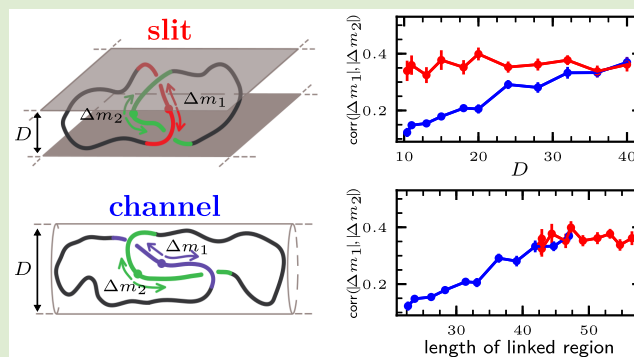 slit
Δm₁
Δm₂
D
channel
Δm₁
Δm₂
D
corr(|Δm₁|, |Δm₂|)
0.4
0.2
10 20 30 40
D
corr(|Δm₁|, |Δm₂|)
0.4
0.2
30 40 50
length of linked region